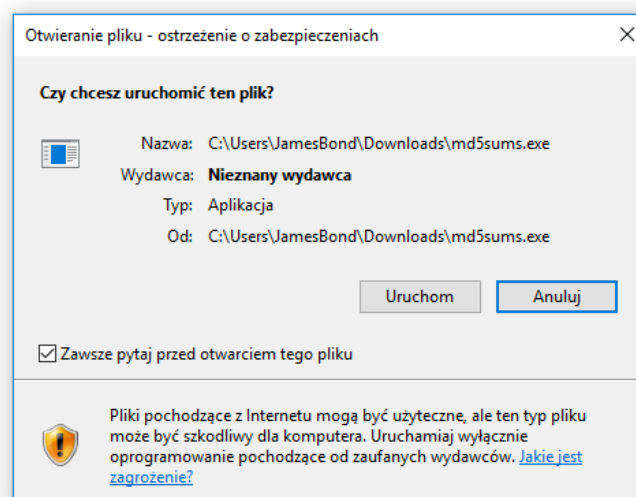 Otwieranie pliku - ostrzeżenie o zabezpieczeniach
Czy chcesz uruchomić ten plik?
Nazwa: C:\Users\JamesBond\Downloads\md5sums.exe
Wydawca: Nieznany wydawca
Typ: Aplikacja
Od: C:\Users\JamesBond\Downloads\md5sums.exe
Uruchom Anuluj
Zawsze pytaj przed otwarciem tego pliku
Pliki pochodzące z Internetu mogą być użyteczne, ale ten typ pliku
może być szkodliwy dla komputera. Uruchamiaj wyłącznie
oprogramowanie pochodzące od zaufanych wydawców. Jakie jest
zagrożenie?